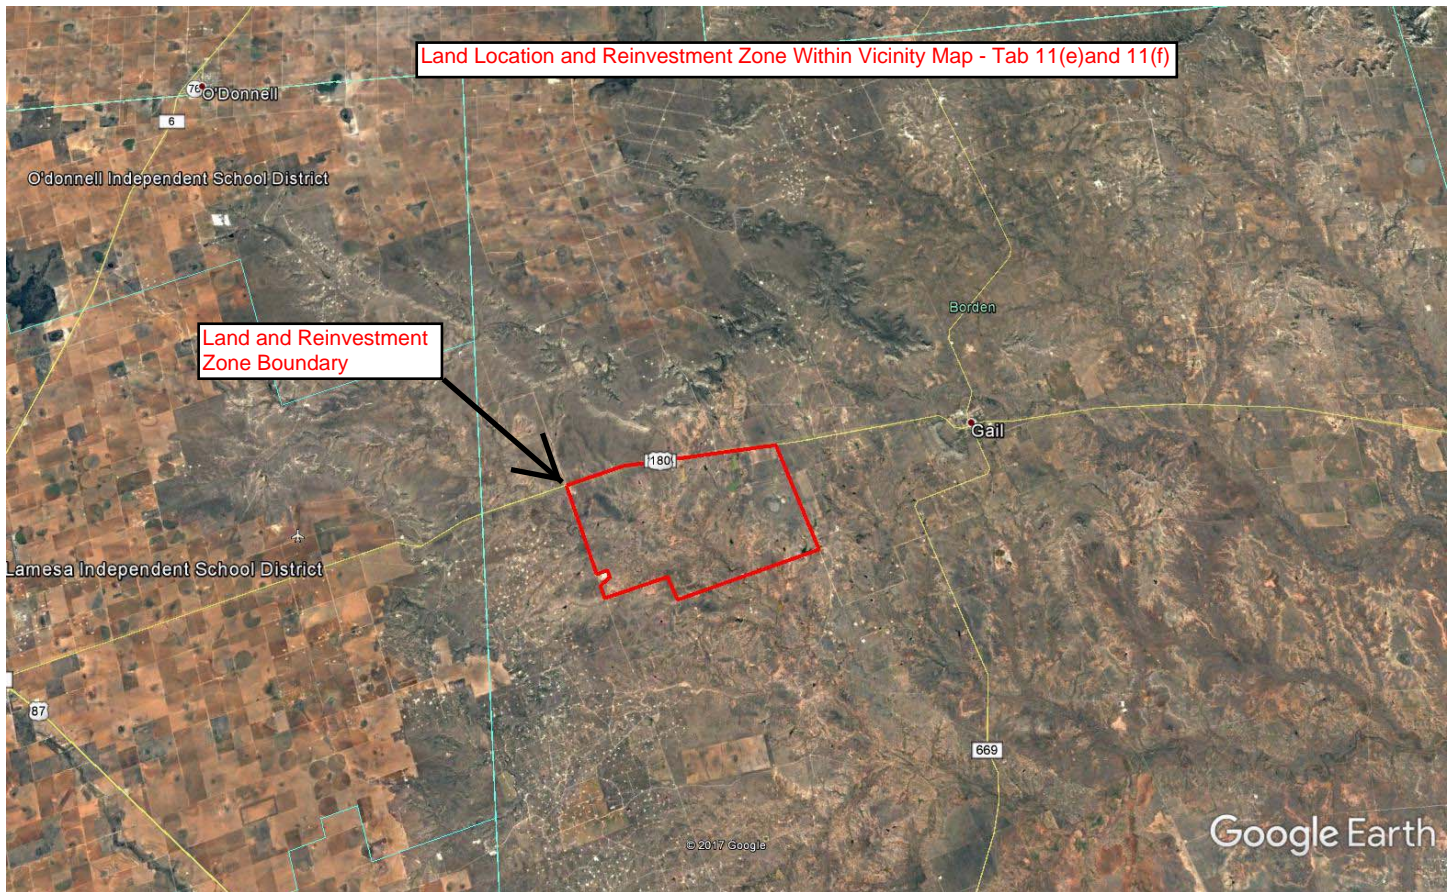 Land Location and Reinvestment Zone Within Vicinity Map - Tab 11(e)and 11(f)
76
O'Donnell
6
O'donnell Independent School District
Borden
Land and Reinvestment
Zone Boundary
Gail
180
Lamesa Independent School District
87
669
© 2017 Google
Google Earth